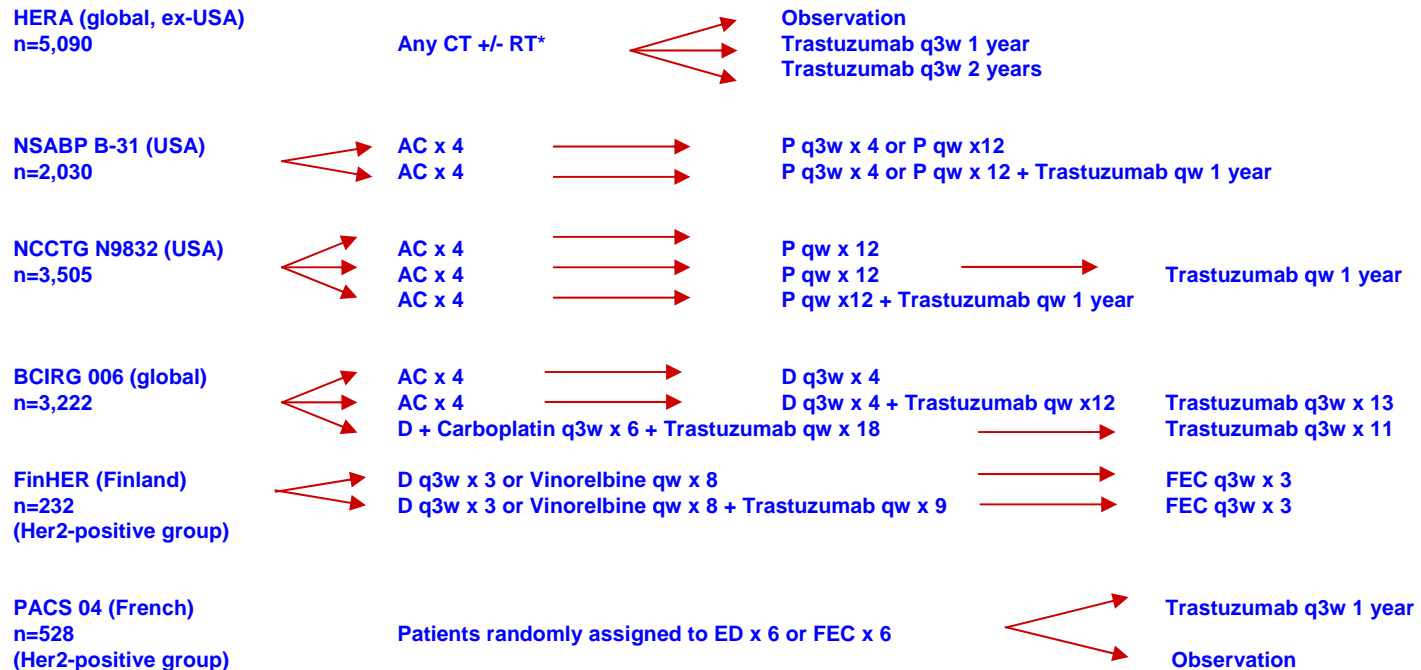 HERA (global, ex-USA)
n=5,090
Any CT +/- RT*
Observation
Trastuzumab q3w 1 year
Trastuzumab q3w 2 years
NSABP B-31 (USA)
n=2,030
AC x 4
AC x 4
P q3w x 4 or P qw x12
P q3w x 4 or P qw x 12 + Trastuzumab qw 1 year
NCCTG N9832 (USA)
n=3,505
AC x 4
AC x 4
AC x 4
P qw x 12
P qw x 12
P qw x12 + Trastuzumab qw 1 year
Trastuzumab qw 1 year
BCIRG 006 (global)
n=3,222
AC x 4
AC x 4
D + Carboplatin q3w x 6 + Trastuzumab qw x 18
D q3w x 4
D q3w x 4 + Trastuzumab qw x12
Trastuzumab q3w x 13
Trastuzumab q3w x 11
FinHER (Finland)
n=232
(Her2-positive group)
D q3w x 3 or Vinorelbine qw x 8
D q3w x 3 or Vinorelbine qw x 8 + Trastuzumab qw x 9
FEC q3w x 3
FEC q3w x 3
PACS 04 (French)
n=528
(Her2-positive group)
Patients randomly assigned to ED x 6 or FEC x 6
Trastuzumab q3w 1 year
Observation